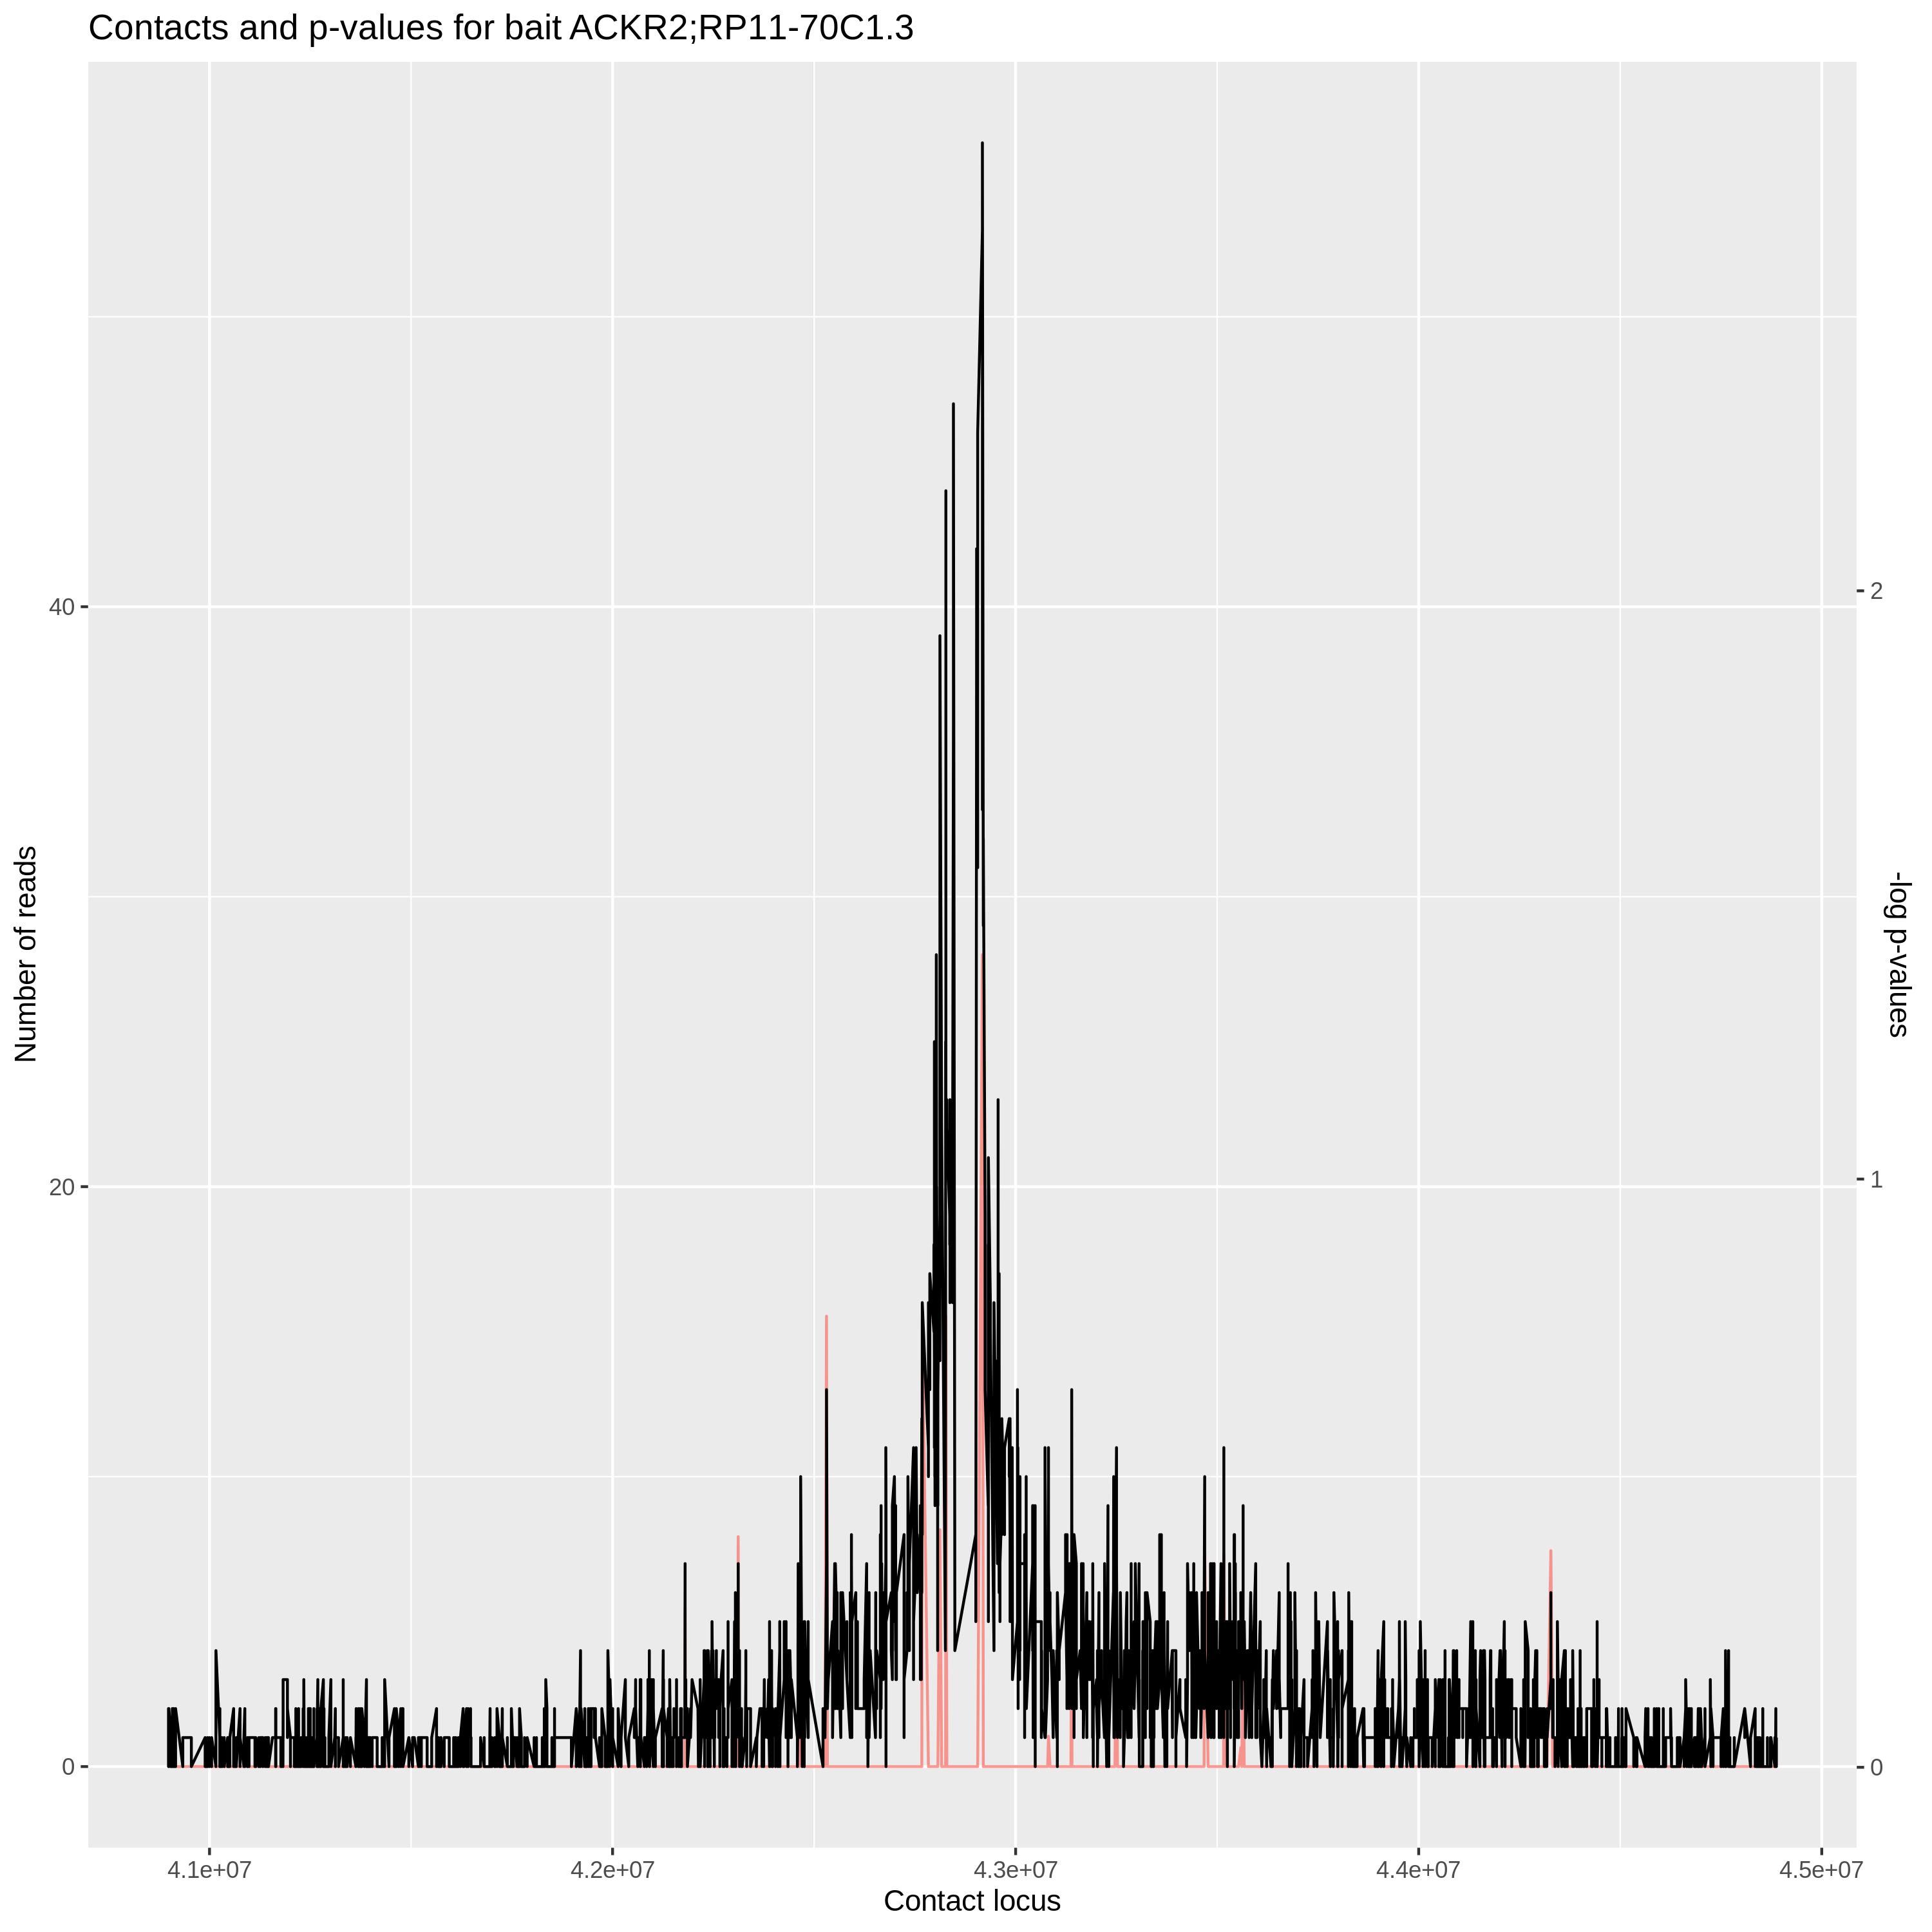 Contacts and p-values for bait ACKR2;RP11-70C1.3
Number of reads
40
20
0
2
1
0
-log p-values
4.1e+07
4.2e+07
4.3e+07
4.4e+07
4.5e+07
Contact locus